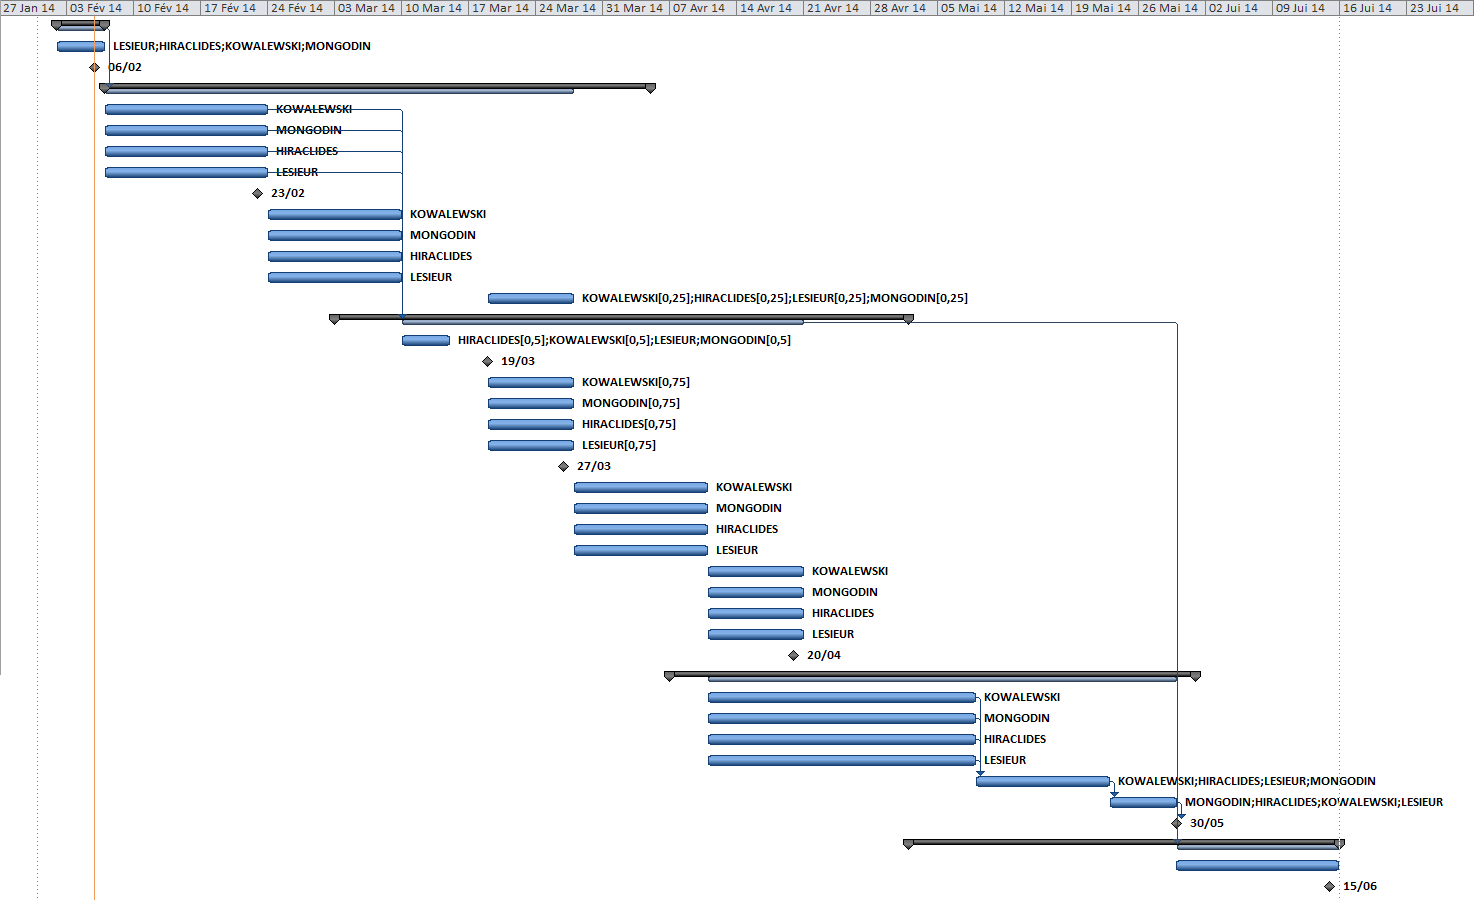 27 Jan 14 03 Fév 14 10 Fév 14 17 Fév 14 24 Fév 14 03 Mar 14 10 Mar 14 17 Mar 14 24 Mar 14 31 Mar 14 07 Avr 14 14 Avr 14 21 Avr 14 28 Avr 14 05 Mai 14 12 Mai 14 19 Mai 14 26 Mai 14 02 Jui 14 09 Jui 14 16 Jui 14 23 Jui 14
LESIEUR;HIRACLIDES;KOWALEWSKI;MONGODIN
06/02
KOWALEWSKI
MONGODIN
HIRACLIDES
LESIEUR
23/02
KOWALEWSKI
MONGODIN
HIRACLIDES
LESIEUR
KOWALEWSKI[0,25];HIRACLIDES[0,25];LESIEUR[0,25];MONGODIN[0,25]
HIRACLIDES[0,5];KOWALEWSKI[0,5];LESIEUR;MONGODIN[0,5]
19/03
KOWALEWSKI[0,75]
MONGODIN[0,75]
HIRACLIDES[0,75]
LESIEUR[0,75]
27/03
KOWALEWSKI
MONGODIN
HIRACLIDES
LESIEUR
KOWALEWSKI
MONGODIN
HIRACLIDES
LESIEUR
20/04
KOWALEWSKI
MONGODIN
HIRACLIDES
LESIEUR
KOWALEWSKI;HIRACLIDES;LESIEUR;MONGODIN
MONGODIN;HIRACLIDES;KOWALEWSKI;LESIEUR
30/05
15/06